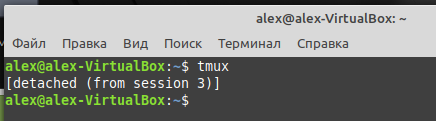 alex@alex-VirtualBox: ~
Файл Правка Вид Поиск Терминал Справка
alex@alex-VirtualBox:~$ tmux
[detached (from session 3)]
alex@alex-VirtualBox:~$